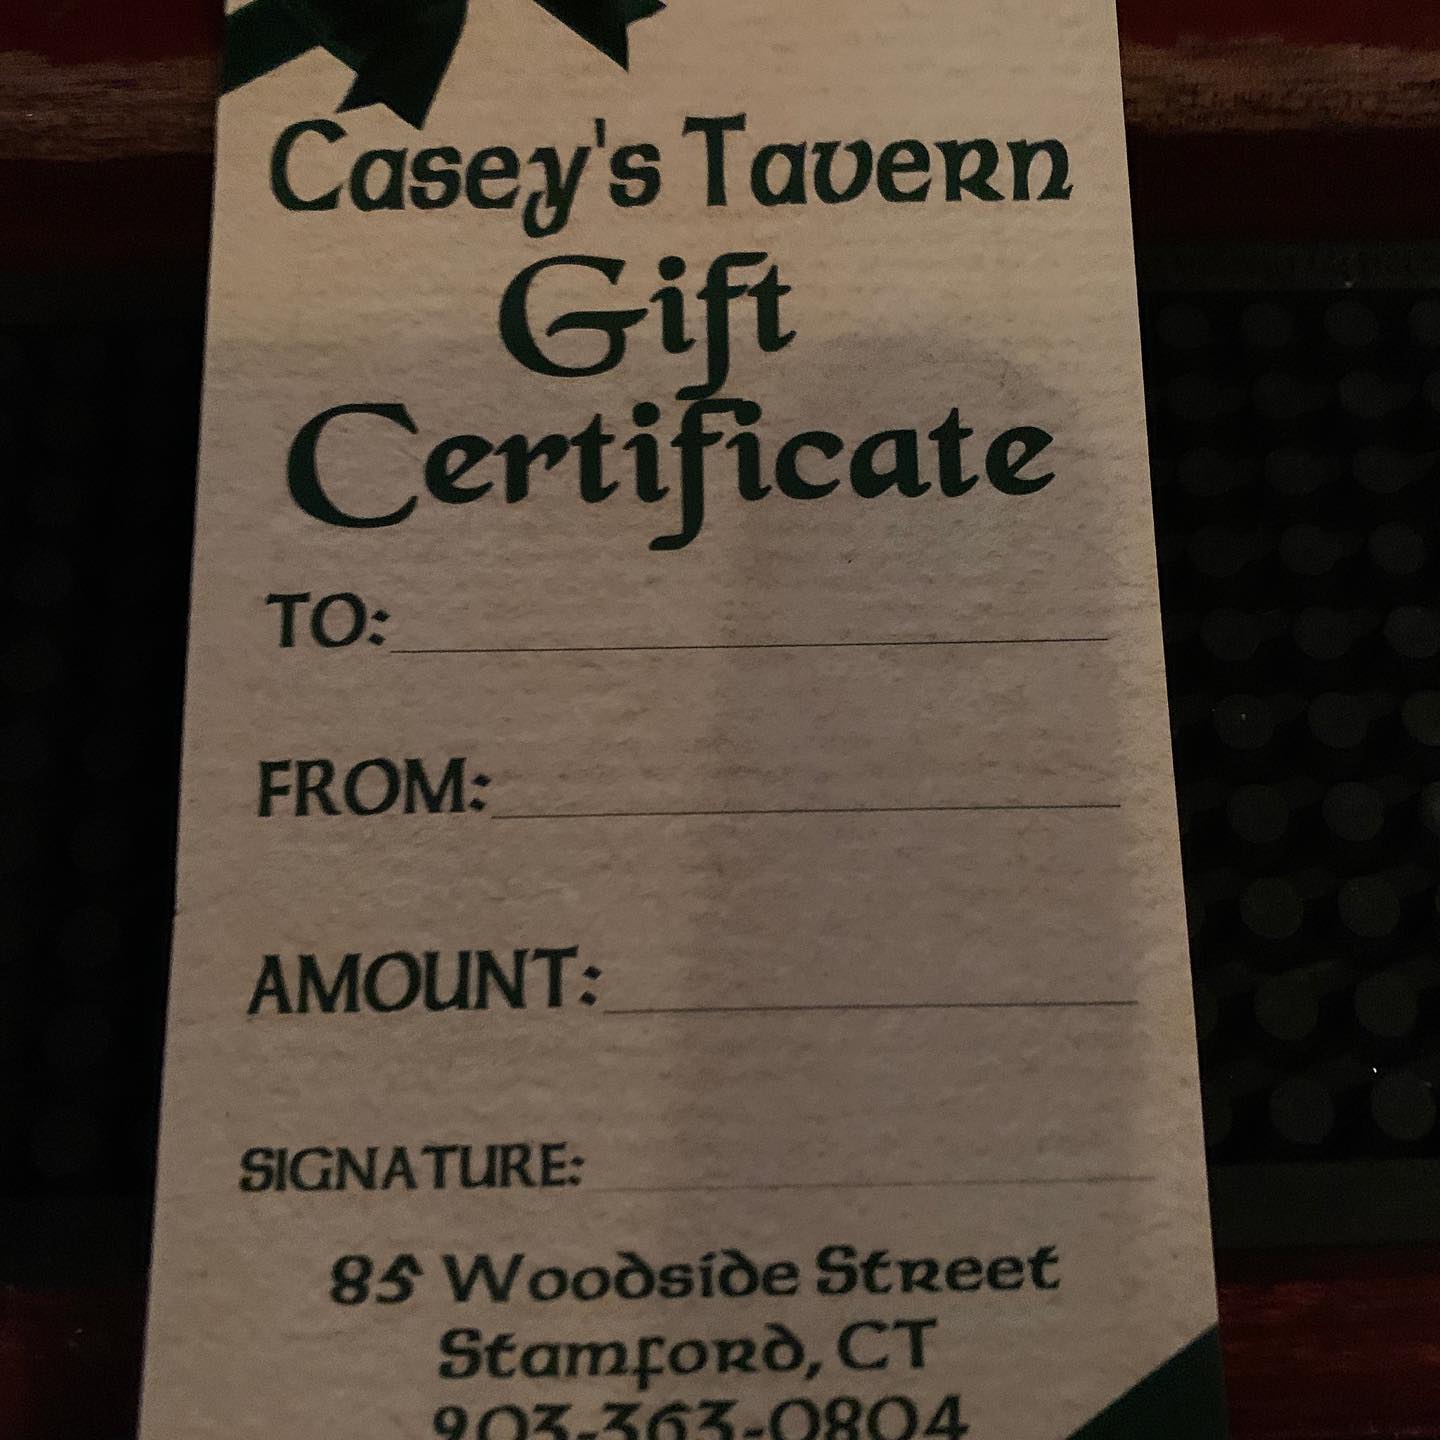 Casey's Tavern
Gift
Certificate
TO:
FROM:
AMOUNT:
SIGNATURE:
85 Woodside Street
Stamford, CT
903-363-0804